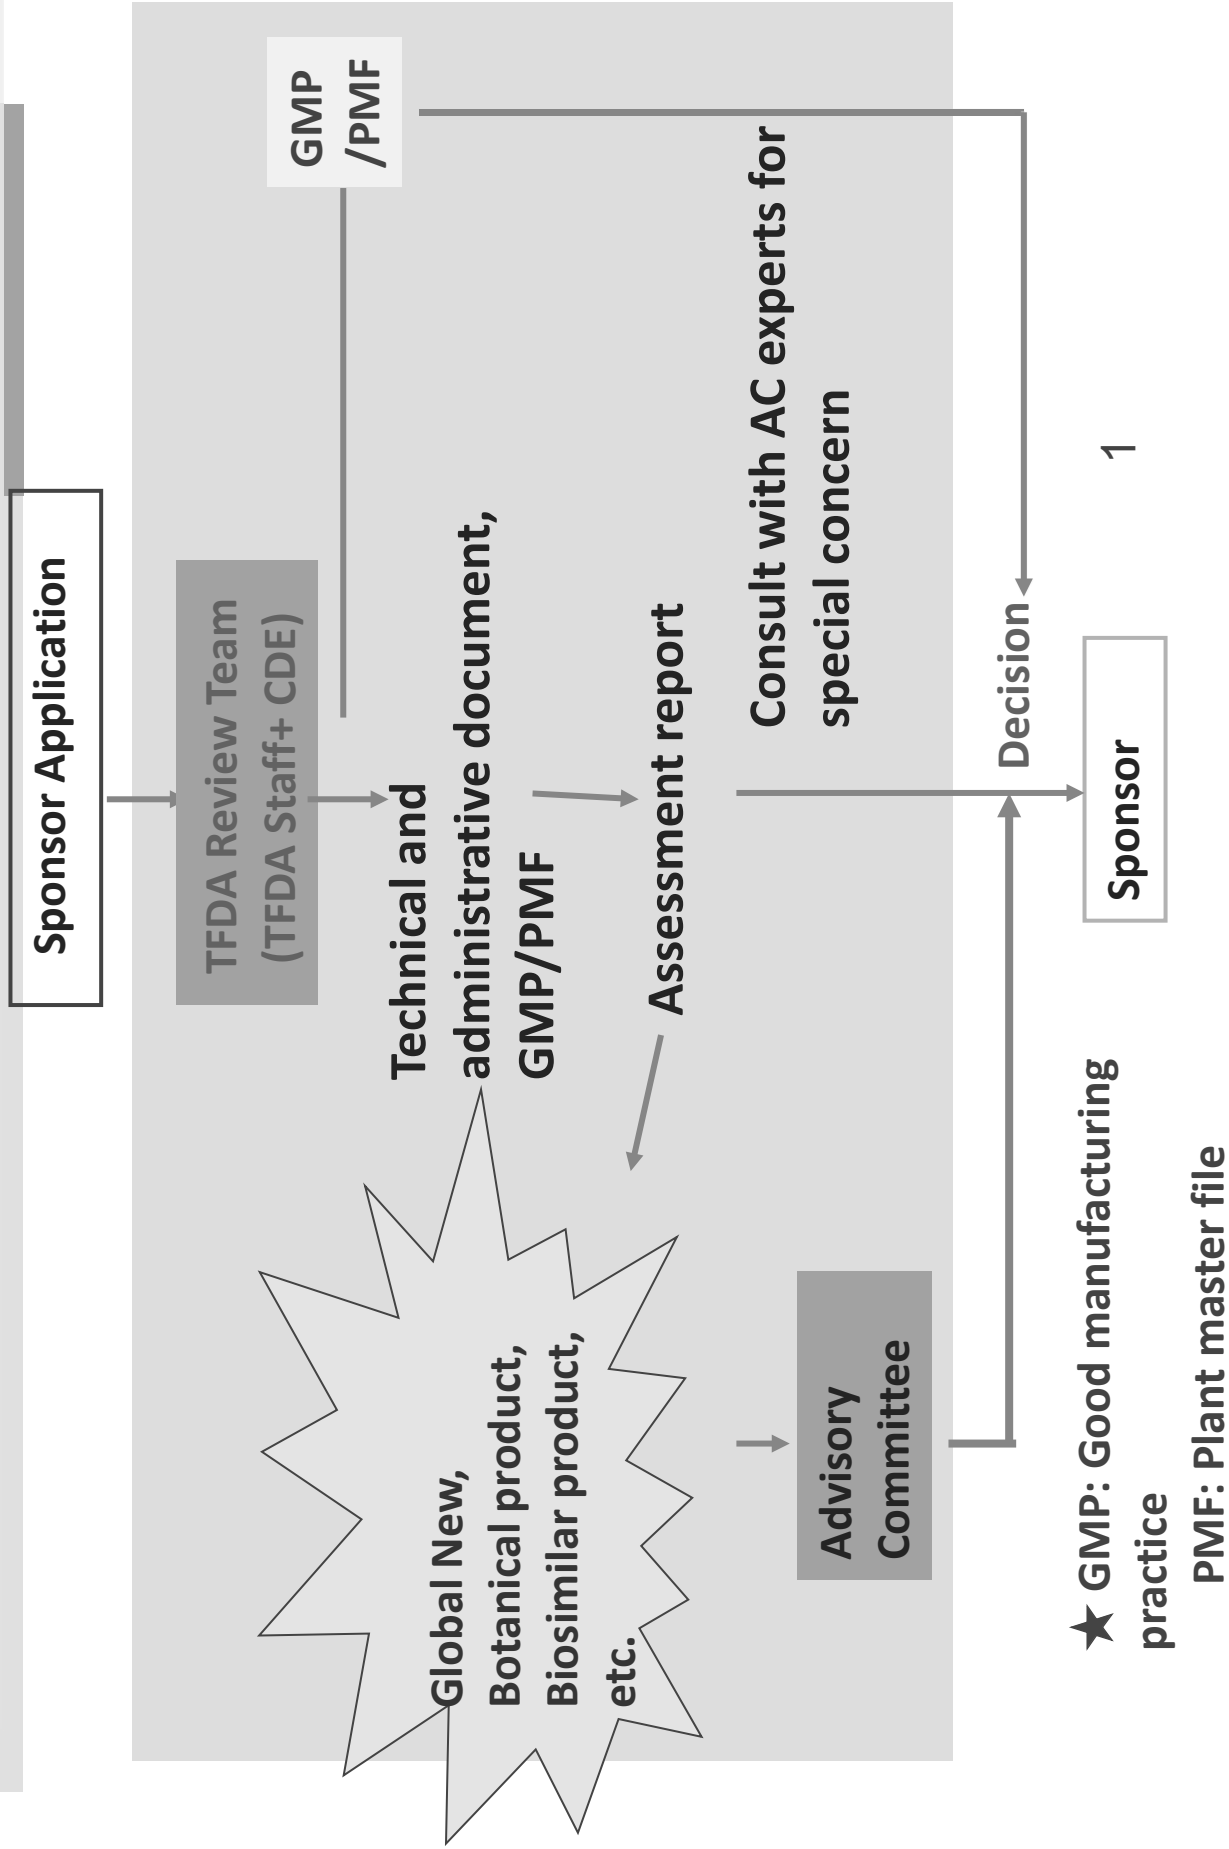 Sponsor Application
TFDA Review Team
(TFDA Staff+ CDE)
GMP
/PMF
Technical and
administrative document,
GMP/PMF
Global New,
Botanical product,
Biosimilar product,
etc.
Assessment report
Consult with AC experts for
special concern
Advisory
Committee
Decision
Sponsor
★ GMP: Good manufacturing
practice
PMF: Plant master file
1